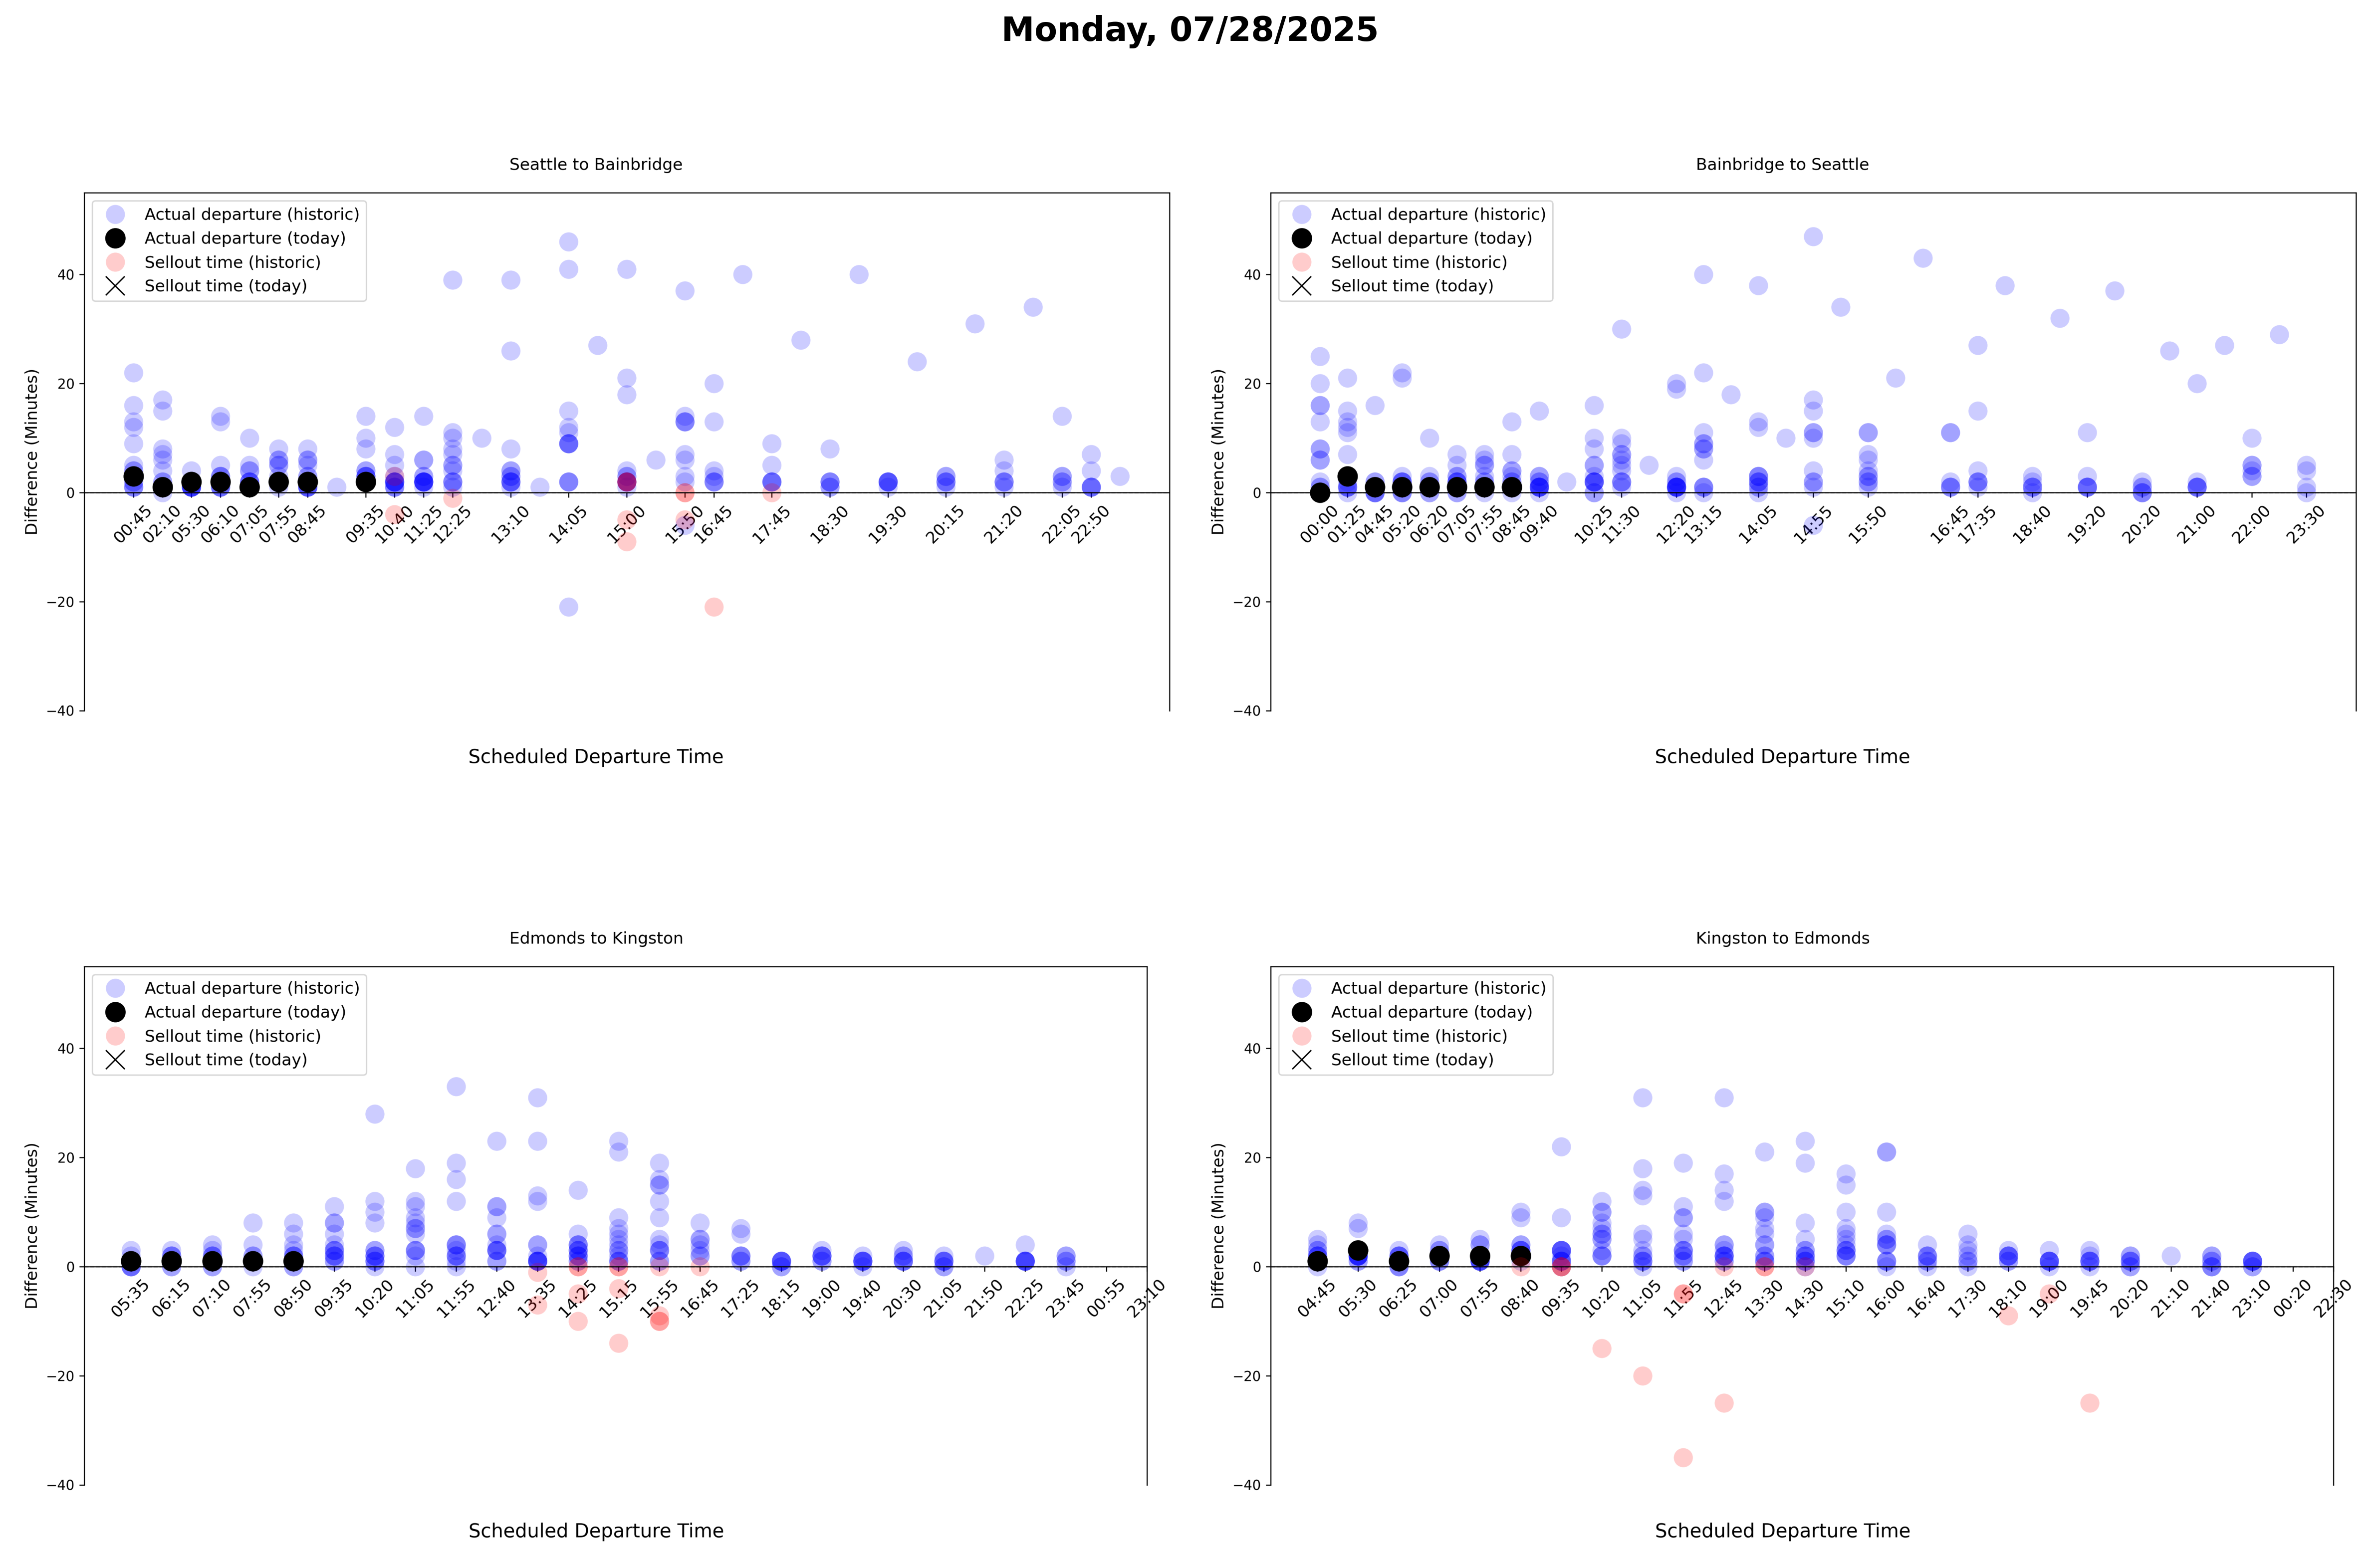 Monday, 07/28/2025
Seattle to Bainbridge
Actual departure (historic)
Actual departure (today)
Sellout time (historic)
Sellout time (today)
Difference (Minutes)
40
20
0
−20
−40
00:45 02:10 05:30 06:10 07:05 07:55 08:45 09:35 10:40 11:25 12:25 13:10 14:05 15:00 15:50 16:45 17:45 18:30 19:30 20:15 21:20 22:05 22:50
Scheduled Departure Time
Bainbridge to Seattle
Actual departure (historic)
Actual departure (today)
Sellout time (historic)
Sellout time (today)
Difference (Minutes)
40
20
0
−20
−40
00:00 01:25 04:45 05:20 06:20 07:05 07:55 08:45 09:40 10:25 11:30 12:20 13:15 14:05 14:55 15:50 16:45 17:35 18:40 19:20 20:20 21:00 22:00 23:30
Scheduled Departure Time
Edmonds to Kingston
Actual departure (historic)
Actual departure (today)
Sellout time (historic)
Sellout time (today)
Difference (Minutes)
40
20
0
−20
−40
05:35 06:15 07:10 07:55 08:50 09:35 10:20 11:05 11:55 12:40 13:35 14:25 15:15 15:55 16:45 17:25 18:15 19:00 19:40 20:30 21:05 21:50 22:25 23:45 00:55 23:10
Scheduled Departure Time
Kingston to Edmonds
Actual departure (historic)
Actual departure (today)
Sellout time (historic)
Sellout time (today)
Difference (Minutes)
40
20
0
−20
−40
04:45 05:30 06:25 07:00 07:55 08:40 09:35 10:20 11:05 11:55 12:45 13:30 14:30 15:10 16:00 16:40 17:30 18:10 19:00 19:45 20:20 21:10 21:40 23:10 00:20 22:30
Scheduled Departure Time